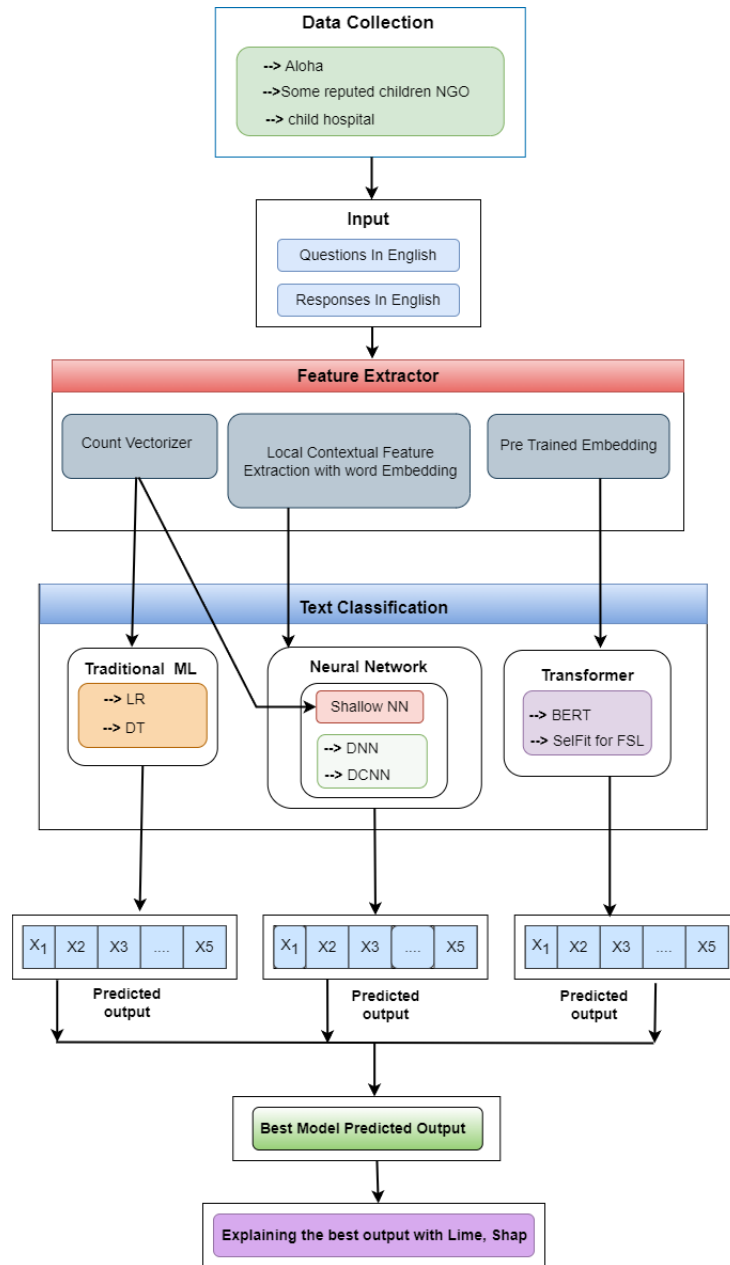 Data Collection
--> Aloha
-->Some reputed children NGO
--> child hospital
Input
Questions In English
Responses In English
Feature Extractor
Count Vectorizer
Local Contextual Feature
Extraction with word Embedding
Pre Trained Embedding
Text Classification
Traditional ML
--> LR
--> DT
Neural Network
Shallow NN
--> DNN
--> DCNN
Transformer
--> BERT
--> SelFit for FSL
X1 X2 X3 .... X5
X1 X2 X3 .... X5
X1 X2 X3 .... X5
Predicted
output
Predicted
output
Predicted
output
Best Model Predicted Output
Explaining the best output with Lime, Shap